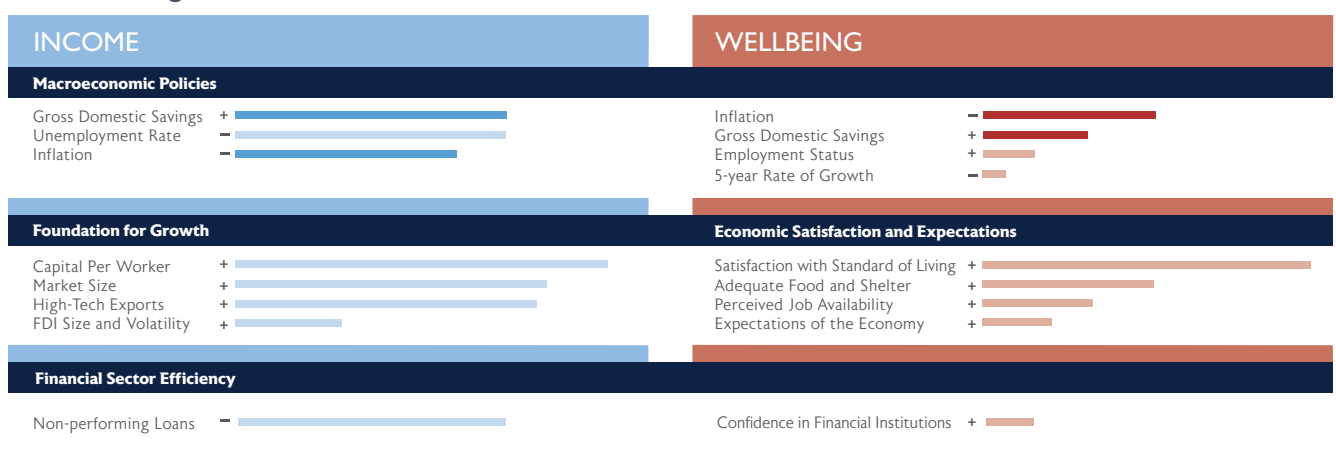 INCOME
WELLBEING
Macroeconomic Policies
Gross Domestic Savings +
Unemployment Rate –
Inflation –
Inflation –
Gross Domestic Savings +
Employment Status +
5-year Rate of Growth –
Foundation for Growth
Economic Satisfaction and Expectations
Capital Per Worker +
Market Size +
High-Tech Exports +
FDI Size and Volatility +
Satisfaction with Standard of Living +
Adequate Food and Shelter +
Perceived Job Availability +
Expectations of the Economy +
Financial Sector Efficiency
Non-performing Loans –
Confidence in Financial Institutions +